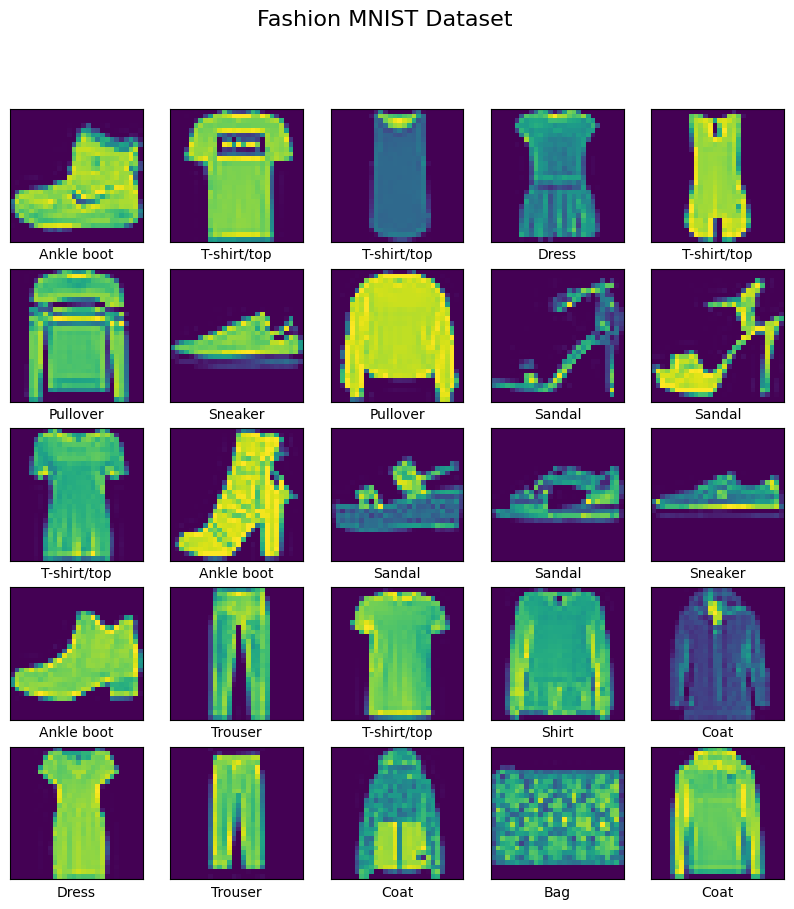 Fashion MNIST Dataset
Ankle boot T-shirt/top T-shirt/top Dress T-shirt/top
Pullover Sneaker Pullover Sandal Sandal
T-shirt/top Ankle boot Sandal Sandal Sneaker
Ankle boot Trouser T-shirt/top Shirt Coat
Dress Trouser Coat Bag Coat